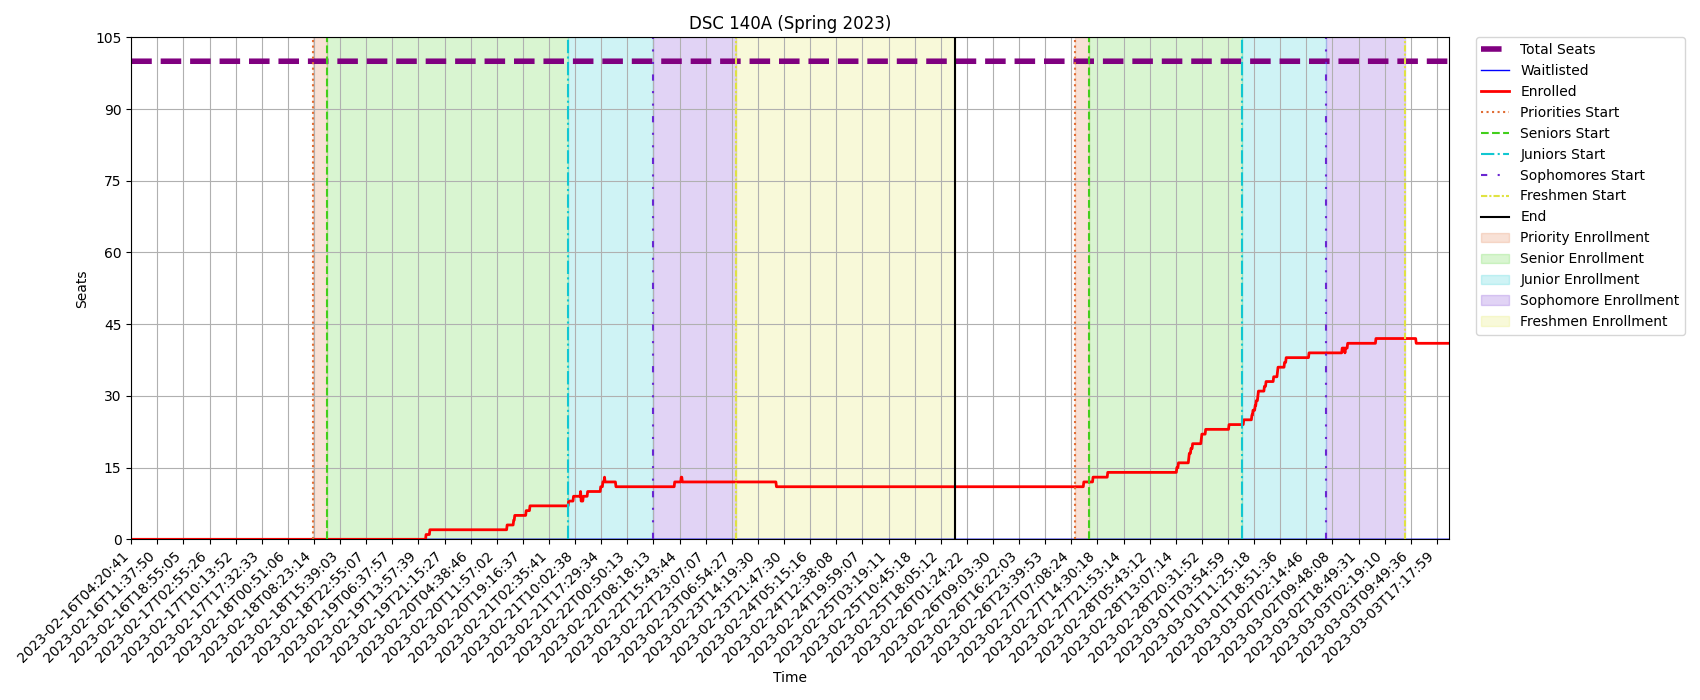 DSC 140A (Spring 2023)
105
90
75
60
45
30
15
0
Seats
2023-02-16T04:20:41
2023-02-16T11:37:50
2023-02-16T18:55:05
2023-02-17T02:55:26
2023-02-17T10:13:52
2023-02-17T17:32:33
2023-02-18T00:51:06
2023-02-18T08:23:14
2023-02-18T15:39:03
2023-02-18T22:55:07
2023-02-19T06:37:57
2023-02-19T13:57:39
2023-02-19T21:15:27
2023-02-20T04:38:46
2023-02-20T11:57:02
2023-02-20T19:16:37
2023-02-21T02:35:41
2023-02-21T10:02:38
2023-02-21T17:29:34
2023-02-22T00:50:13
2023-02-22T08:18:13
2023-02-22T15:43:44
2023-02-22T23:07:07
2023-02-23T06:54:27
2023-02-23T14:19:30
2023-02-23T21:47:30
2023-02-24T05:15:16
2023-02-24T12:38:08
2023-02-24T19:59:07
2023-02-25T03:19:11
2023-02-25T10:45:18
2023-02-25T18:05:12
2023-02-26T01:24:22
2023-02-26T09:03:30
2023-02-26T16:22:03
2023-02-26T23:39:53
2023-02-27T07:08:24
2023-02-27T14:30:18
2023-02-27T21:53:14
2023-02-28T05:43:12
2023-02-28T13:07:14
2023-02-28T20:31:52
2023-03-01T03:54:59
2023-03-01T11:25:18
2023-03-01T18:51:36
2023-03-02T02:14:46
2023-03-02T09:48:08
2023-03-02T18:49:31
2023-03-03T02:19:10
2023-03-03T09:49:36
2023-03-03T17:17:59
Time
Total Seats
Waitlisted
Enrolled
Priorities Start
Seniors Start
Juniors Start
Sophomores Start
Freshmen Start
End
Priority Enrollment
Senior Enrollment
Junior Enrollment
Sophomore Enrollment
Freshmen Enrollment